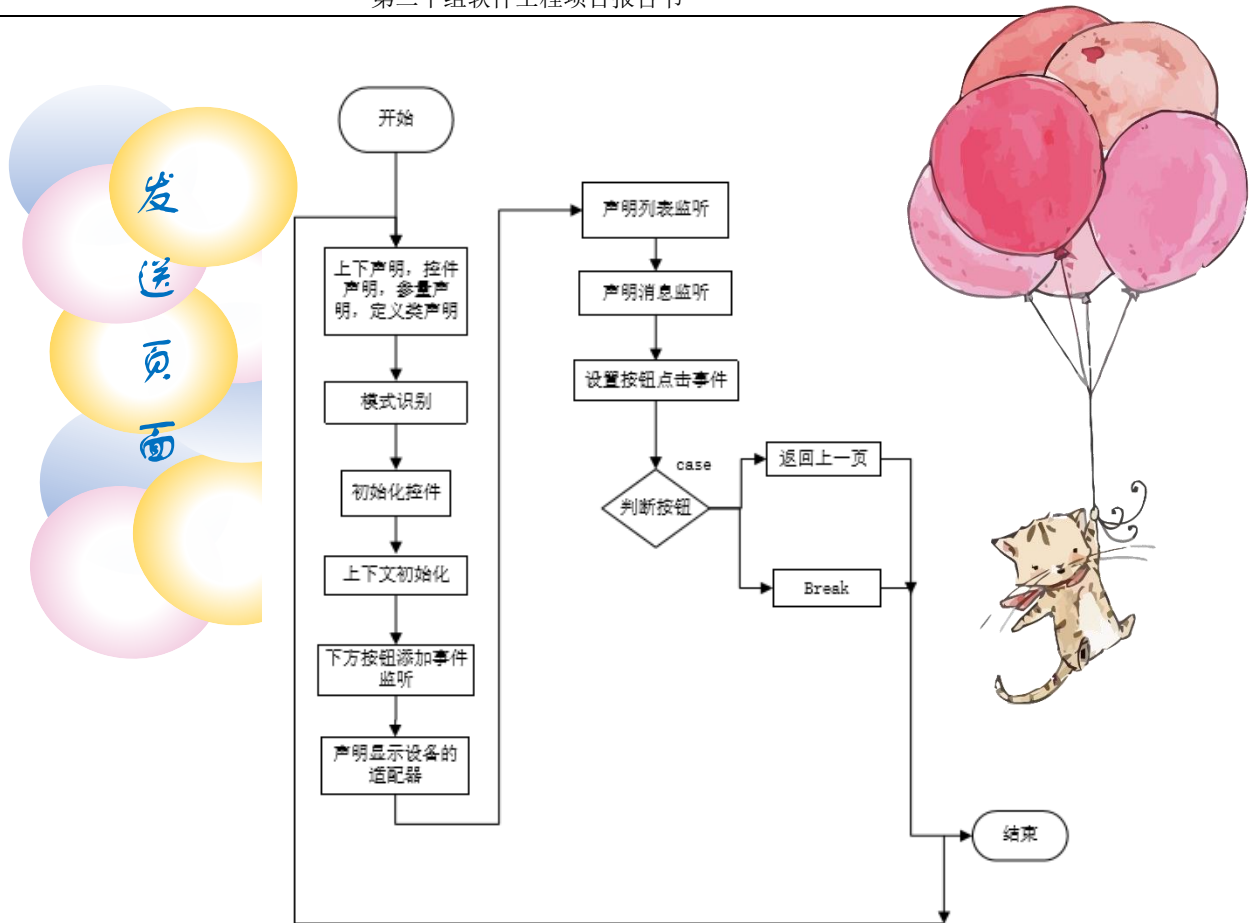 开始
发
送
页
面
上下声明，控件
声明，参量声
明，定义类声明
模式识别
初始化控件
上下文初始化
下方按钮添加事件
监听
声明显示设备的
适配器
声明列表监听
声明消息监听
设置按钮点击事件
case
判断按钮
返回上一页
Break
结束